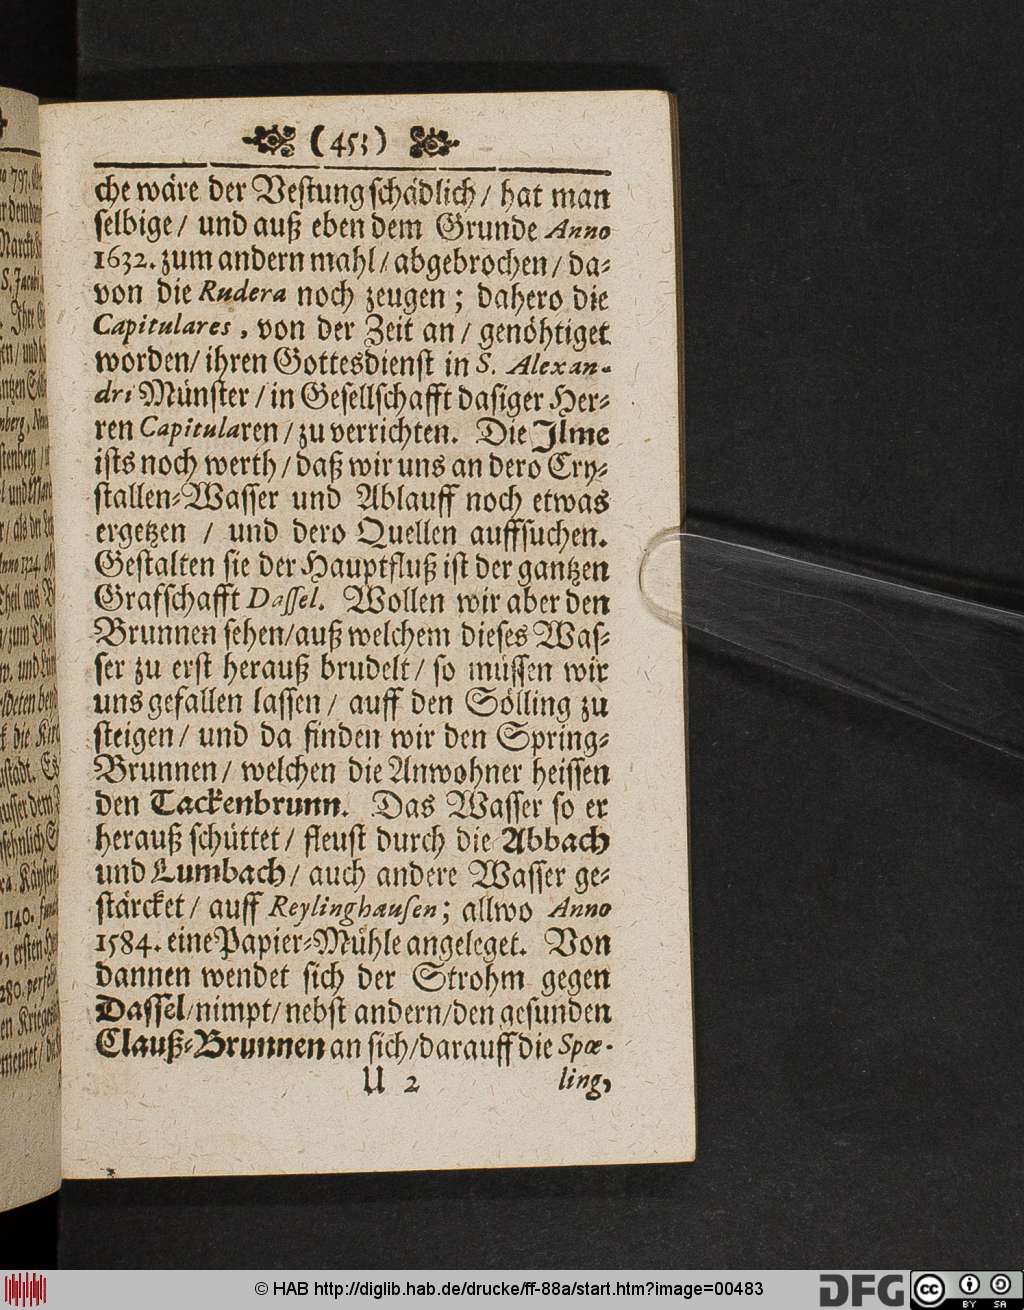 (453)
che wäre der Vestung schädlich / hat man
selbige / und auß eben dem Grunde Anno
1632. zum andern mahl / abgebrochen / da-
von die Rudera noch zeugen ; dahero die
Capitulares , von der Zeit an / genöhtiget
worden / ihren Gottesdienst in S. Alexan-
dri Münster / in Gesellschafft dasiger Her-
ren Capitularen / zu verrichten. Die Ilme
ists noch werth / daß wir uns an dero Cry-
stallen-Wasser und Ablauff noch etwas
ergetzen / und dero Quellen auffsuchen.
Gestalten sie der Hauptfluß ist der gantzen
Grafschafft Dassel. Wollen wir aber den
Brunnen sehen / auß welchem dieses Was-
ser zu erst herauß brudelt / so müssen wir
uns gefallen lassen / auff den Sölling zu
steigen / und da finden wir den Spring-
Brunnen / welchen die Anwohner heissen
den Tackenbrunn. Das Wasser so er
herauß schüttet / fleust durch die Abbach
und Lumbach / auch andere Wasser ge-
stärcket / auff Reylinghausen ; allwo Anno
1584. eine Papier-Mühle angeleget. Von
dannen wendet sich der Strohm gegen
Dassel / nimpt / nebst andern / den gesunden
Clauß-Brunnen an sich / darauff die Spœ-
U 2 ling,
© HAB http://diglib.hab.de/drucke/ff-88a/start.htm?image=00483
DFG cc BY SA